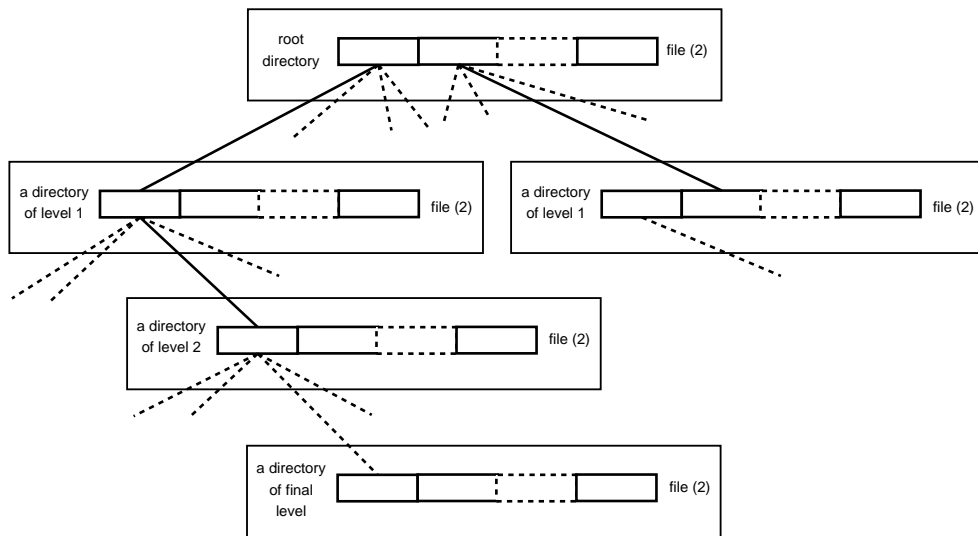 root
directory
file (2)
a directory
of level 1
file (2)
a directory
of level 1
file (2)
a directory
of level 2
file (2)
a directory
of final
level
file (2)